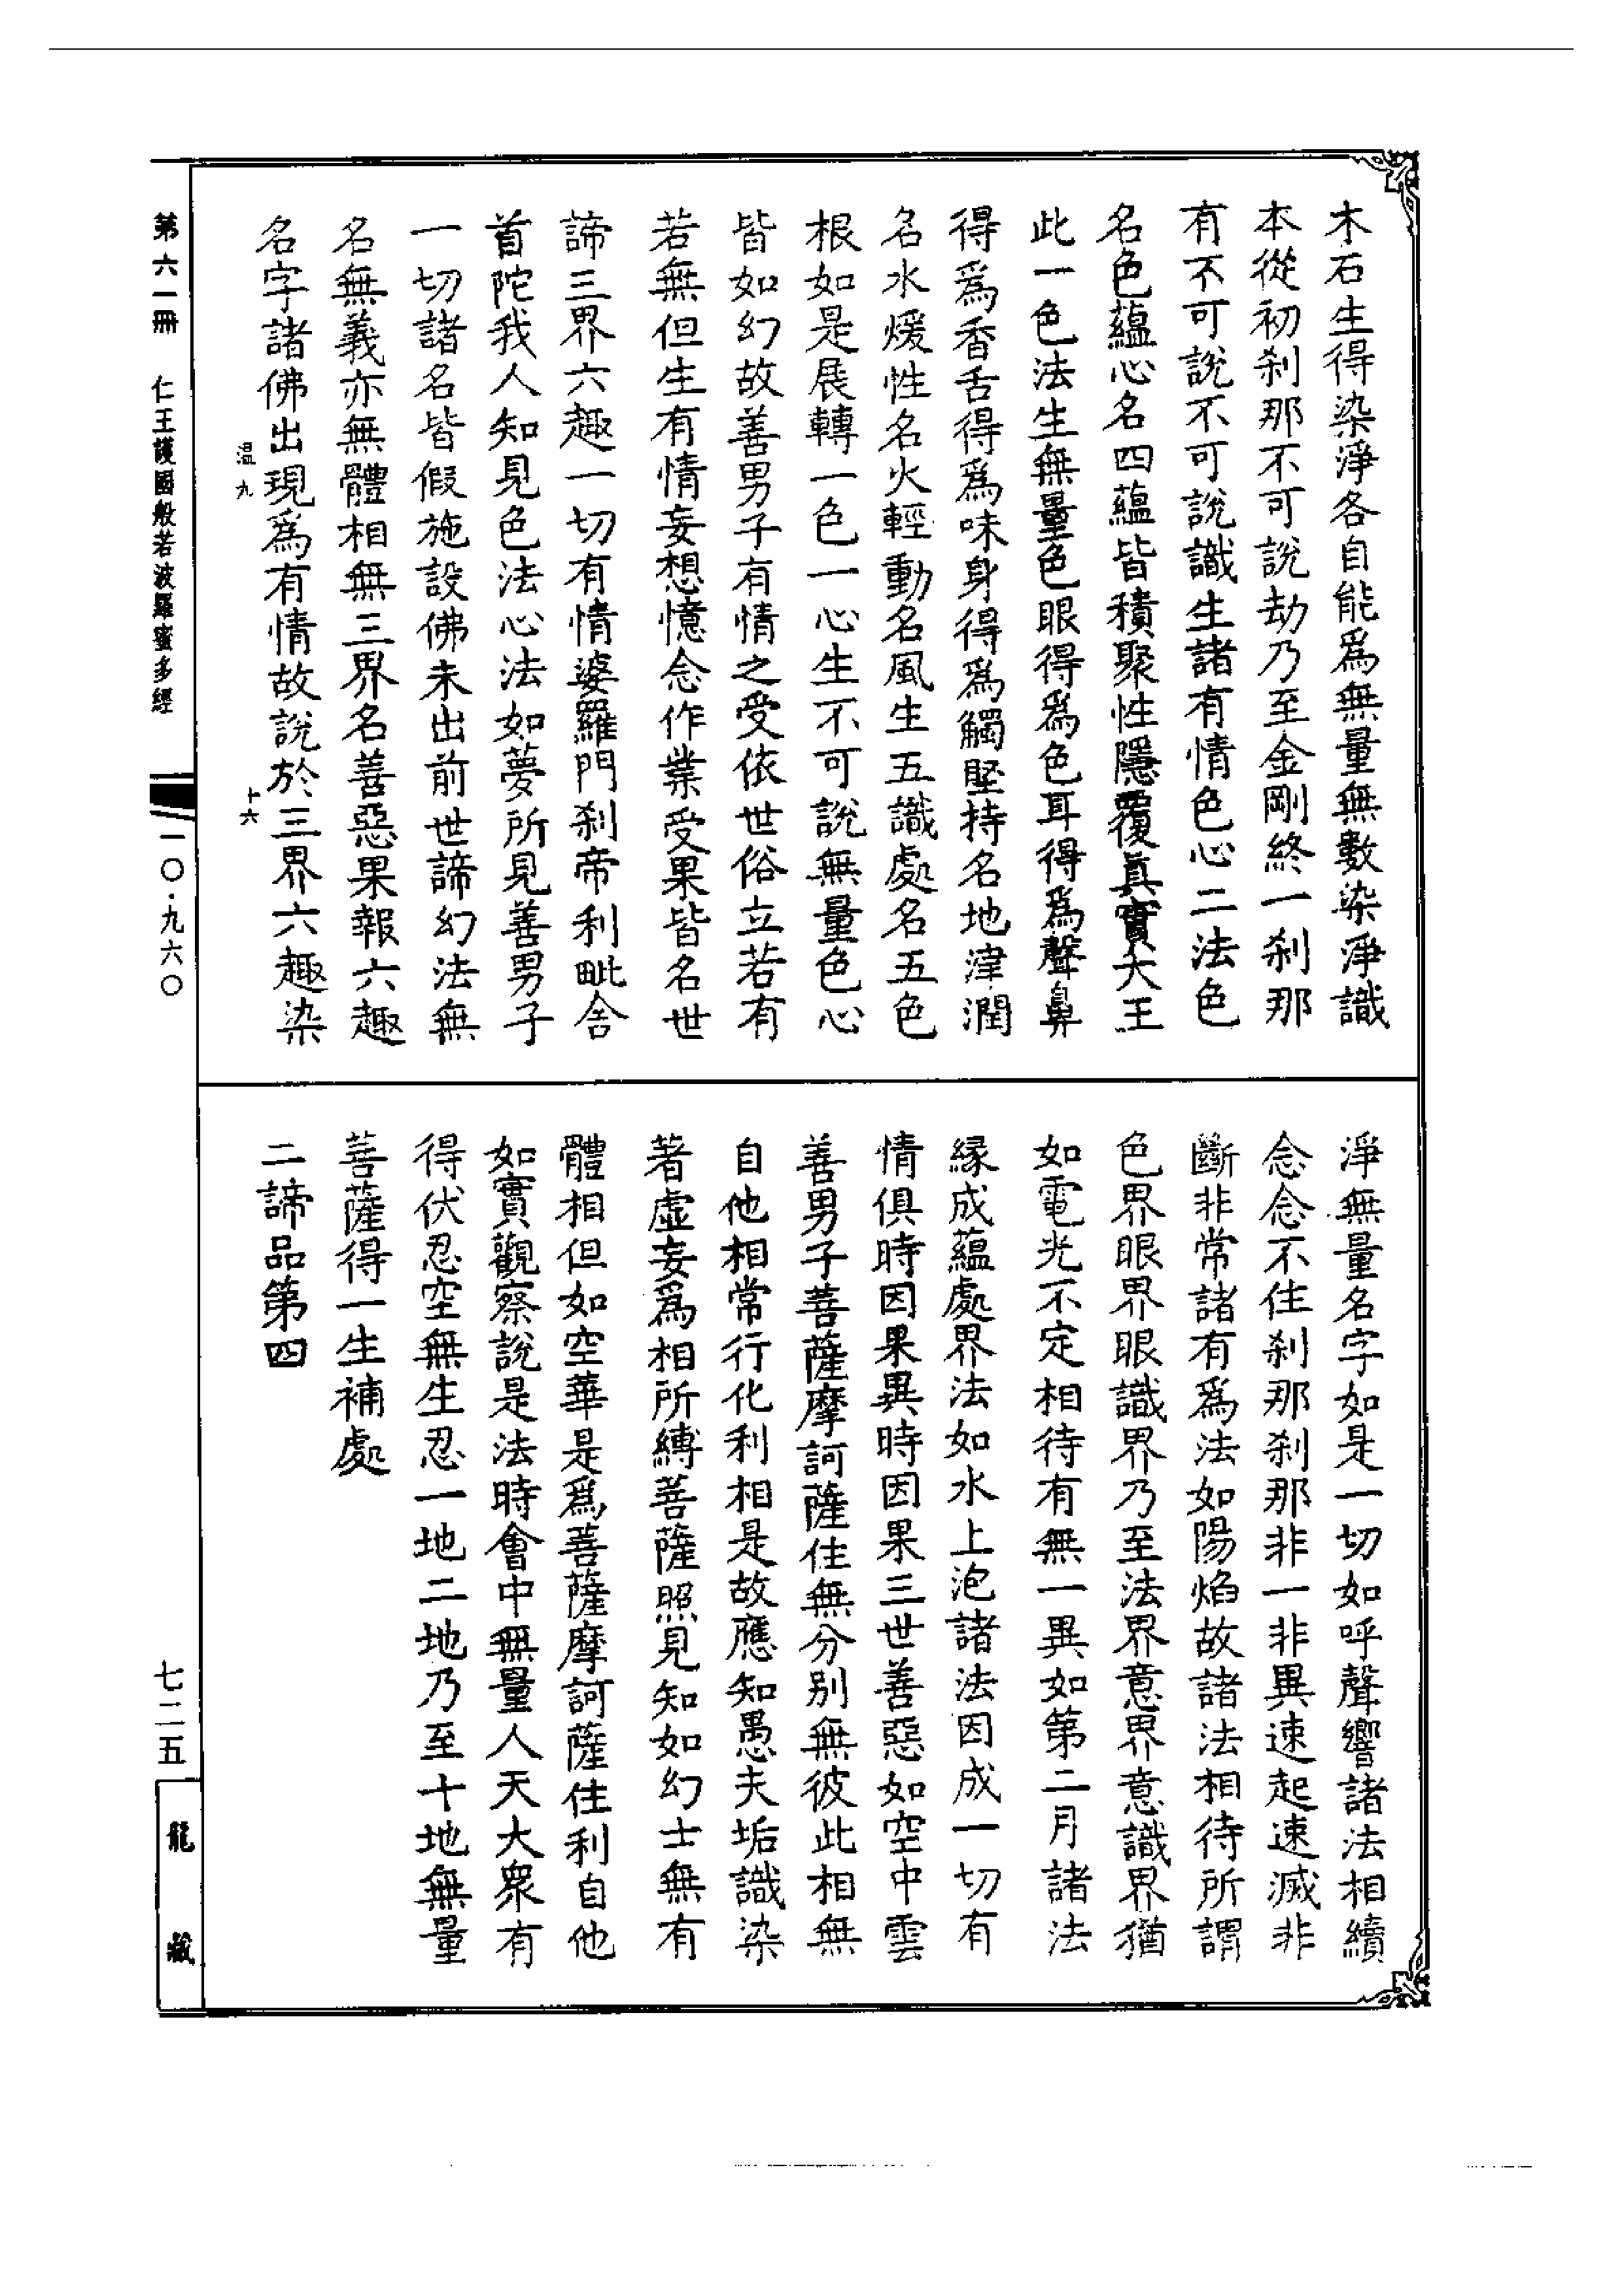 木石生得染淨各自能爲無量無數染淨識
本從初刹那不可說劫乃至金剛終一刹那
有不可說不可說識生諸有情色心二法色
名色蘊心名四蘊皆積聚性隱覆真實大王
此一色法生無量色眼得爲色耳得爲聲鼻
得爲香舌得爲味身得爲觸堅持名地津潤
名水煖性名火輕動名風生五識處名五色
根如是展轉一色一心生不可說無量色心
皆如幻故善男子有情之受依世俗立若有
若無但生有情妄想憶念作業受果皆名世
諦三界六趣一切有情婆羅門刹帝利毗舍
首陀我人知見色法心法如夢所見善男子
一切諸名皆假施設佛未出前世諦幻法無
名無義亦無體相無三界名善惡果報六趣
名字諸佛出現爲有情故說於三界六趣染
温九 十六
淨無量名字如是一切如呼聲響諸法相續
念念不住刹那刹那非一非異速起速滅非
斷非常諸有爲法如陽焰故諸法相待所謂
色界眼界眼識界乃至法界意界意識界猶
如電光不定相待有無一異如第二月諸法
緣成蘊處界法如水上泡諸法因成一切有
情俱時因果異時因果三世善惡如空中雲
善男子菩薩摩訶薩住無分別無彼此相無
自他相常行化利相是故應知愚夫垢識染
著虛妄爲相所縛菩薩照見知如幻士無有
體相但如空華是爲菩薩摩訶薩住利自他
如實觀察說是法時會中無量人天大衆有
得伏忍空無生忍一地二地乃至十地無量
菩薩得一生補處
二諦品第四
第六一冊 仁王護國般若波羅蜜多經 一〇·九六〇
七二五
龍藏